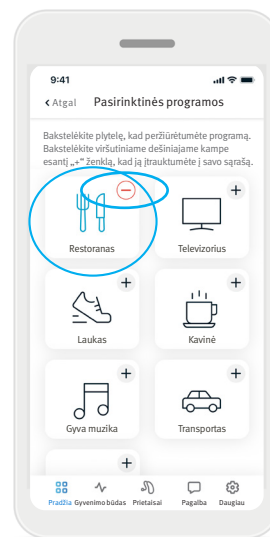 9:41
Atgal Pasirinktinės programos
Bakstelėkite plytelę, kad peržiūrėtumėte programą.
Bakstelėkite viršutiniame dešiniajame kampe
esantį „+“ ženklą, kad ją įtrauktumėte į savo sąrašą.
Restoranas
Televizorius
Laukas
Kavinė
Gyva muzika
Transportas
Pradžia Gyvenimo būdas Prietaisai Pagalba Daugiau